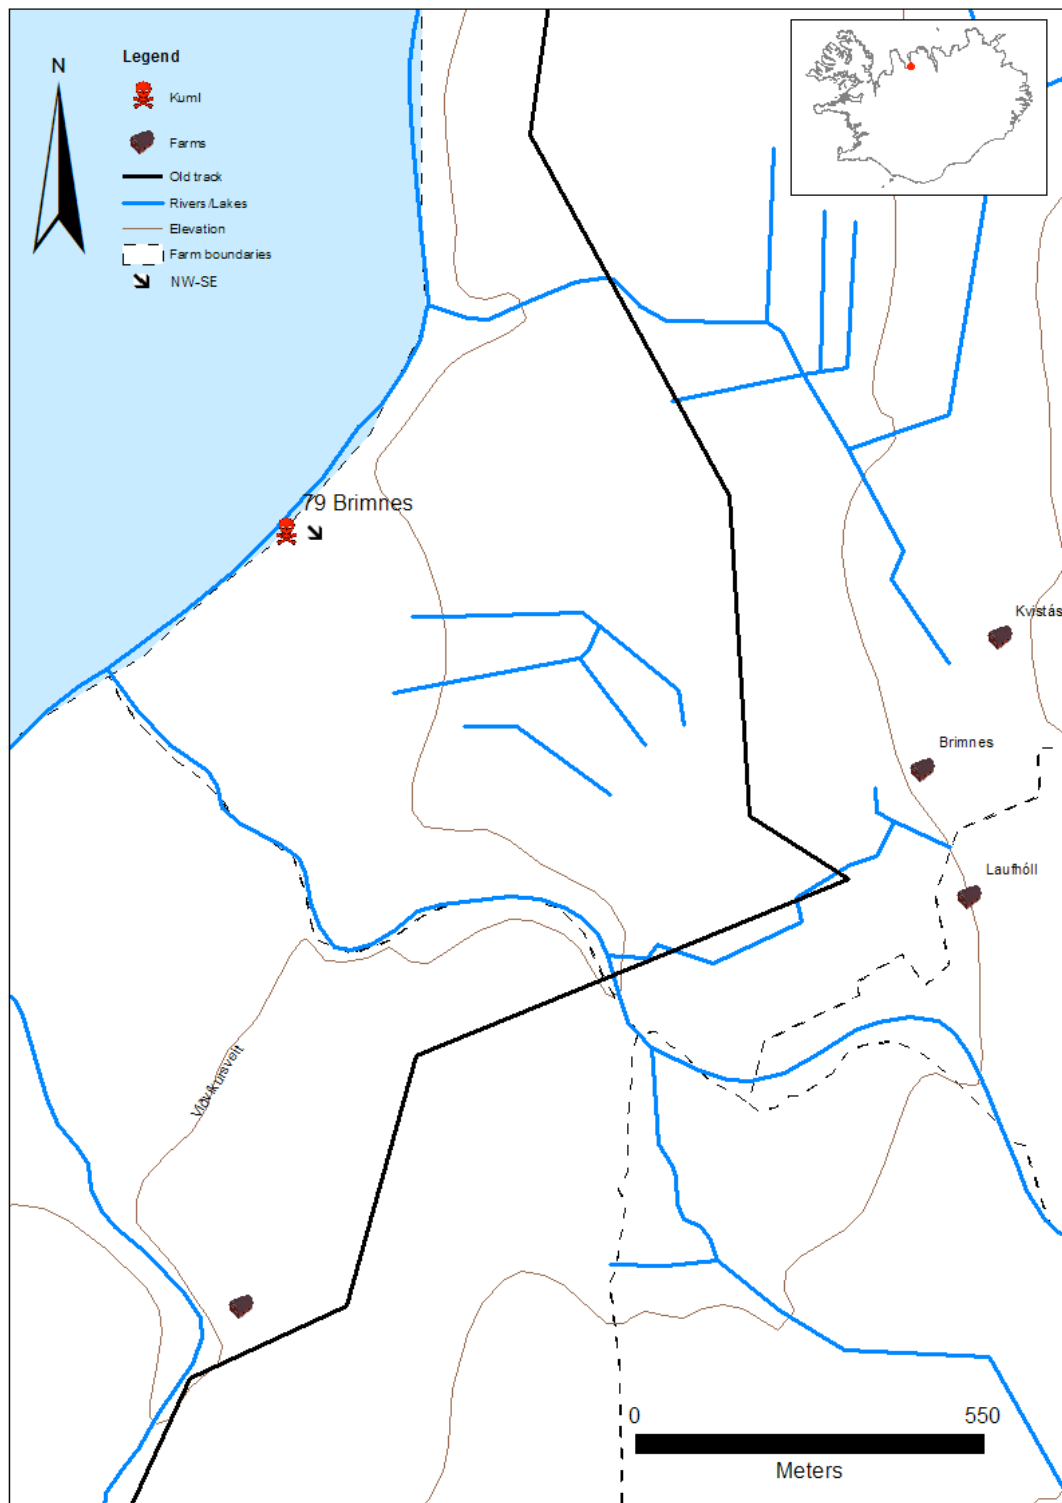 N
Legend
Kuml
Farms
Old track
Rivers/Lakes
Elevation
Farm boundaries
NW-SE
79 Brimnes
Kvistás
Brimnes
Laufhóll
Viðvíkursveit
0 550
Meters